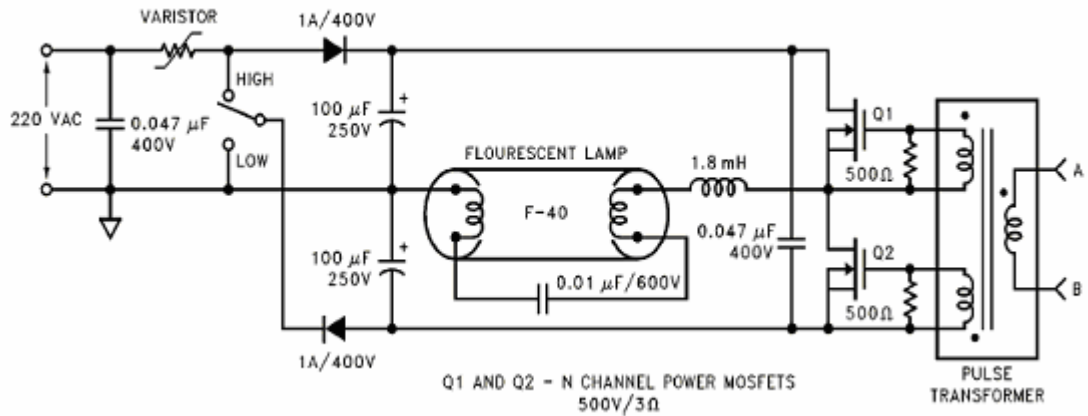 VARISTOR
1A/400V
HIGH
220 VAC
0.047 μF
400V
LOW
100 μF
250V
+
FLOURESCENT LAMP
F-40
1.8 mH
Q1
500Ω
A
100 μF
250V
+
0.01 μF/600V
0.047 μF
400V
Q2
500Ω
B
1A/400V
Q1 AND Q2 - N CHANNEL POWER MOSFETS
500V/3Ω
PULSE
TRANSFORMER